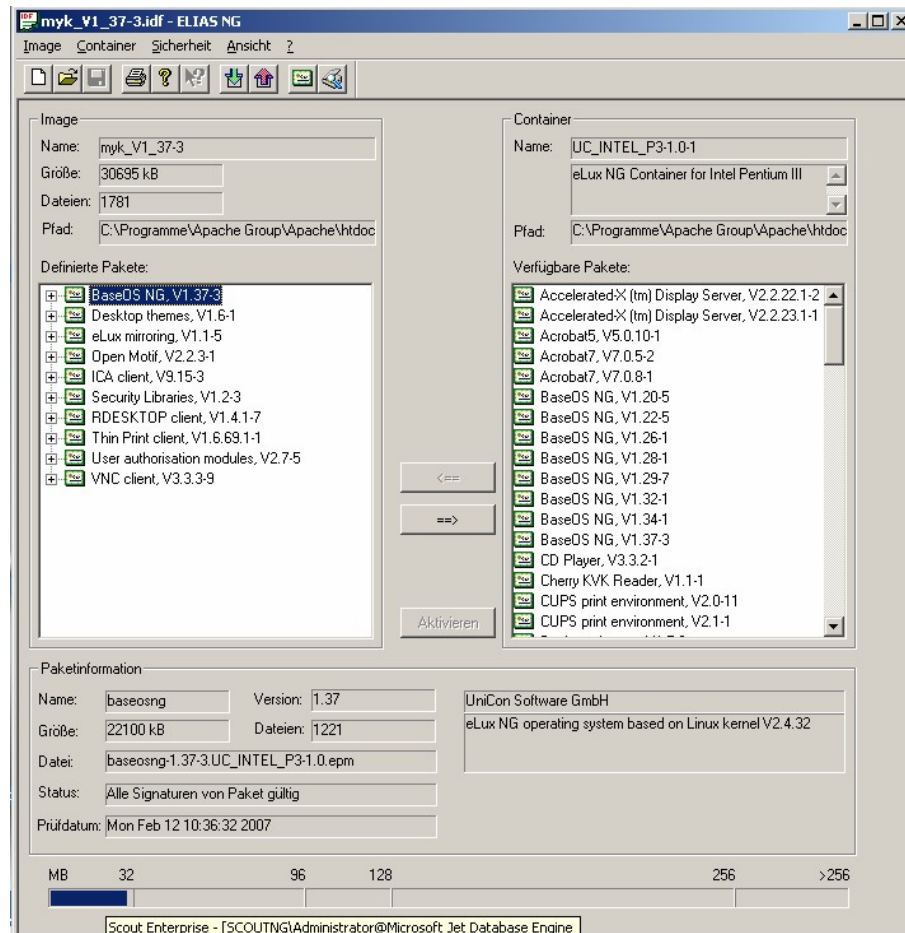 myk_V1_37-3.idf - ELIAS NG
Image Container Sicherheit Ansicht ?
Image
Name: myk_V1_37-3
Größe: 30695 kB
Dateien: 1781
Pfad: C:\Programme\Apache Group\Apache\htdoc
Definierte Pakete:
BaseOS NG, V1.37-3
Desktop themes, V1.6-1
eLux mirroring, V1.1-5
Open Motif, V2.2.3-1
ICA client, V9.15-3
Security Libraries, V1.2-3
RDESKTOP client, V1.4.1-7
Thin Print client, V1.6.69.1-1
User authorisation modules, V2.7-5
VNC client, V3.3.3-9
<==
==>
Aktivieren
Container
Name: UC_INTEL_P3-1.0-1
eLux NG Container for Intel Pentium III
Pfad: C:\Programme\Apache Group\Apache\htdoc
Verfügbare Pakete:
Accelerated-X (tm) Display Server, V2.2.22.1-2
Accelerated-X (tm) Display Server, V2.2.23.1-1
Acrobat5, V5.0.10-1
Acrobat7, V7.0.5-2
Acrobat7, V7.0.8-1
BaseOS NG, V1.20-5
BaseOS NG, V1.22-5
BaseOS NG, V1.26-1
BaseOS NG, V1.28-1
BaseOS NG, V1.29-7
BaseOS NG, V1.32-1
BaseOS NG, V1.34-1
BaseOS NG, V1.37-3
CD Player, V3.3.2-1
Cherry KVK Reader, V1.1-1
CUPS print environment, V2.0-11
CUPS print environment, V2.1-1
Paketinformation
Name: baseosng Version: 1.37
Größe: 22100 kB Dateien: 1221
Datei: baseosng-1.37-3.UC_INTEL_P3-1.0.epm
Status: Alle Signaturen von Paket gültig
Prüfdatum: Mon Feb 12 10:36:32 2007
UniCon Software GmbH
eLux NG operating system based on Linux kernel V2.4.32
MB 32 96 128 256 >256
Scout Enterprise - [SCOUTNG\Administrator@Microsoft Jet Database Engine